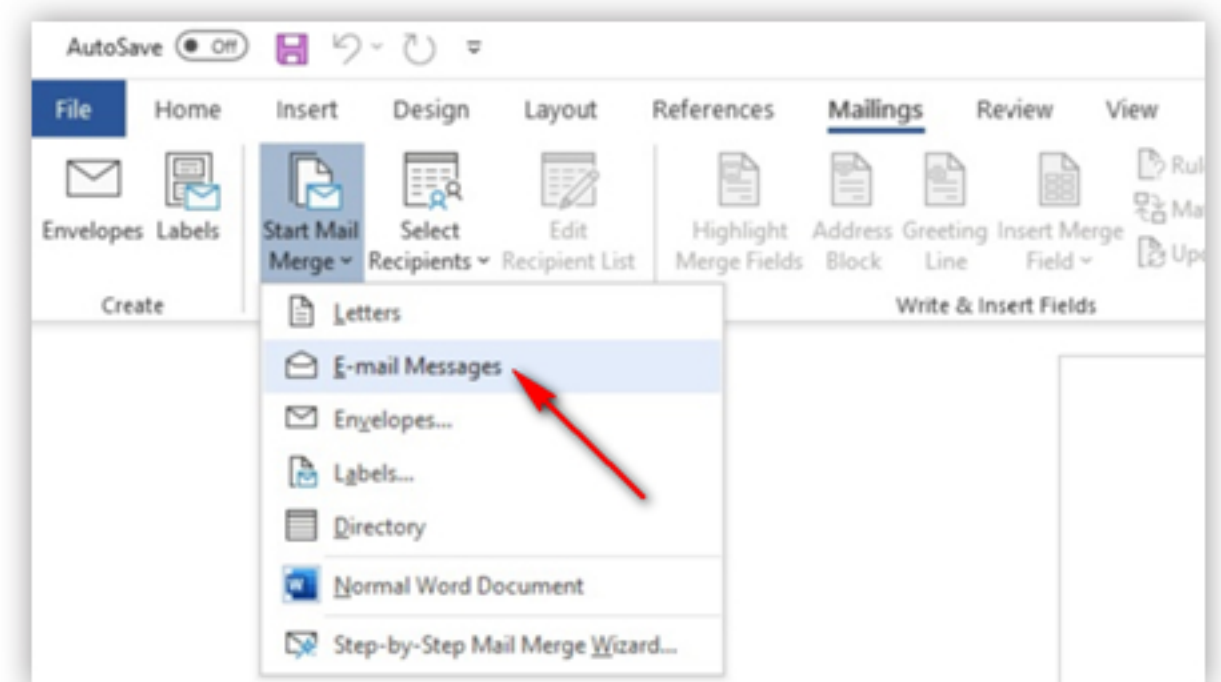 AutoSave Off
File Home Insert Design Layout References Mailings Review View
Envelopes Labels Start Mail Merge Select Recipients Edit Recipient List Highlight Merge Fields Address Block Greeting Line Insert Merge Field
Create Write & Insert Fields
Letters
E-mail Messages
Envelopes...
Labels...
Directory
Normal Word Document
Step-by-Step Mail Merge Wizard...